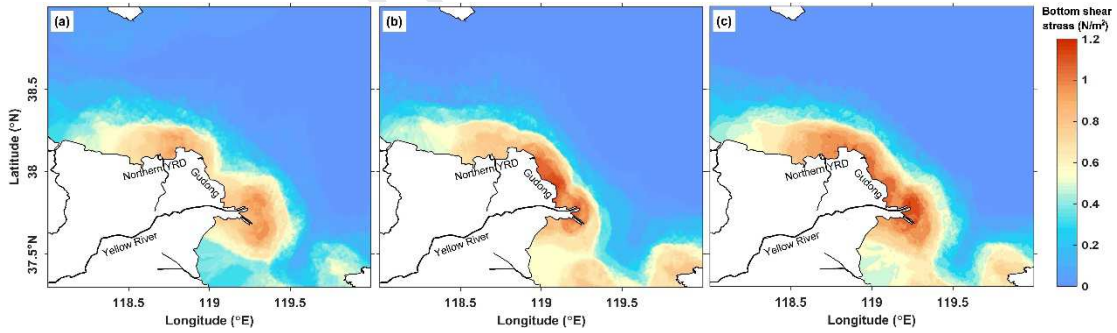 (a)
(b)
(c)
Bottom shear
stress (N/m²)
1.2
1
0.8
0.6
0.4
0.2
0
Latitude (°N)
38.5
38
37.5°N
Northern YRD
Gudong
Yellow River
Northern YRD
Gudong
Yellow River
Northern YRD
Gudong
Yellow River
118.5 119 119.5
118.5 119 119.5
118.5 119 119.5
Longitude (°E)
Longitude (°E)
Longitude (°E)